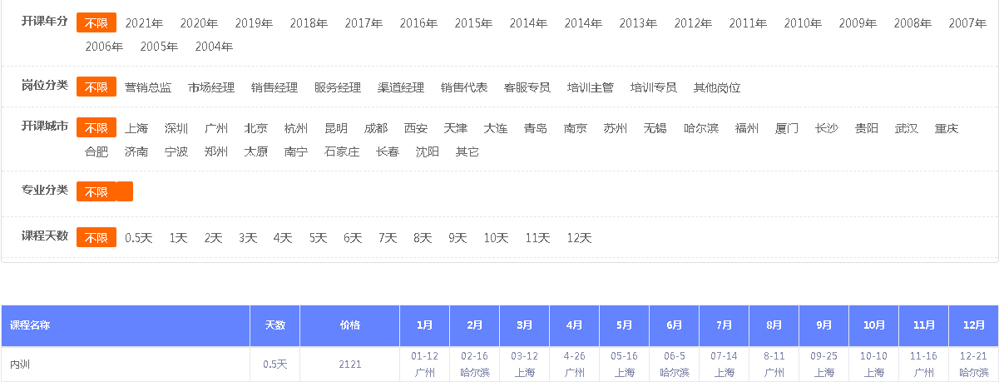 开课年分 不限 2021年 2020年 2019年 2018年 2017年 2016年 2015年 2014年 2014年 2013年 2012年 2011年 2010年 2009年 2008年 2007年
2006年 2005年 2004年
岗位分类 不限 营销总监 市场经理 销售经理 服务经理 渠道经理 销售代表 客服专员 培训主管 培训专员 其他岗位
开课城市 不限 上海 深圳 广州 北京 杭州 昆明 成都 西安 天津 大连 青岛 南京 苏州 无锡 哈尔滨 福州 厦门 长沙 贵阳 武汉 重庆
合肥 济南 宁波 郑州 太原 南宁 石家庄 长春 沈阳 其它
专业分类 不限
课程天数 不限 0.5天 1天 2天 3天 4天 5天 6天 7天 8天 9天 10天 11天 12天
课程名称 天数 价格 1月 2月 3月 4月 5月 6月 7月 8月 9月 10月 11月 12月
内训 0.5天 2121 01-12 02-16 03-12 4-26 05-16 06-5 07-14 8-11 09-25 10-10 11-16 12-21
广州 哈尔滨 上海 广州 上海 哈尔滨 上海 广州 上海 上海 广州 哈尔滨